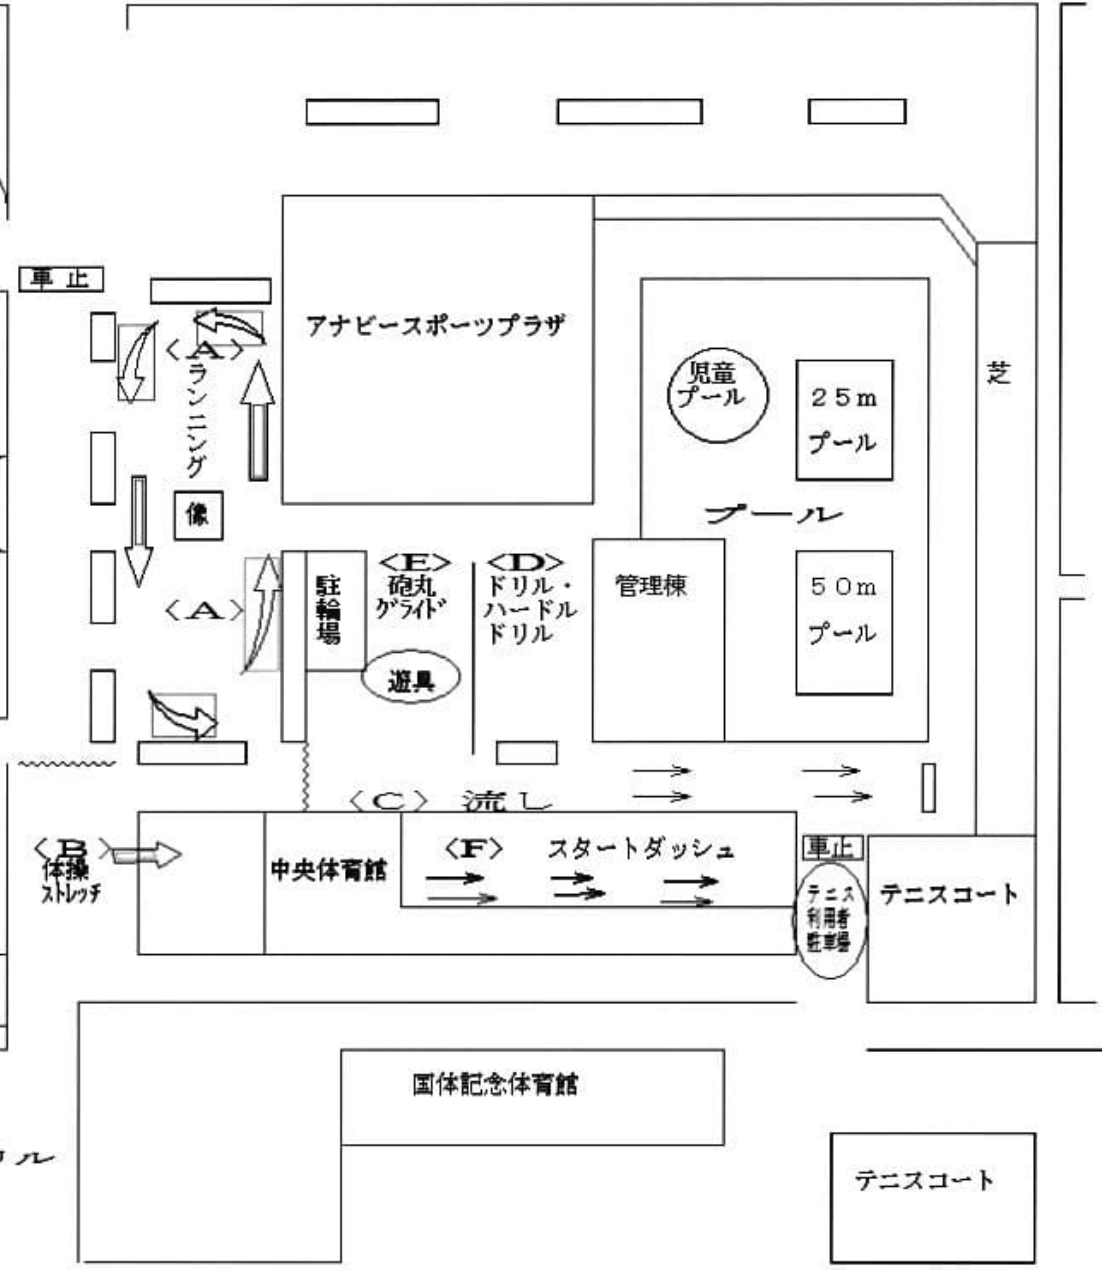 車止
アナビースポーツプラザ
<A>
ランニング
像
児童
プール
25m
プール
芝
プール
<A>
駐輪場
<E>
砲丸
グライド
遊具
<D>
ドリル・
ハードル
ドリル
管理棟
50m
プール
<C> 流し
<B>
体操
ストレッチ
中央体育館
<F> スタートダッシュ
車止
テニス
利用者
駐車場
テニスコート
国体記念体育館
ル
テニスコート